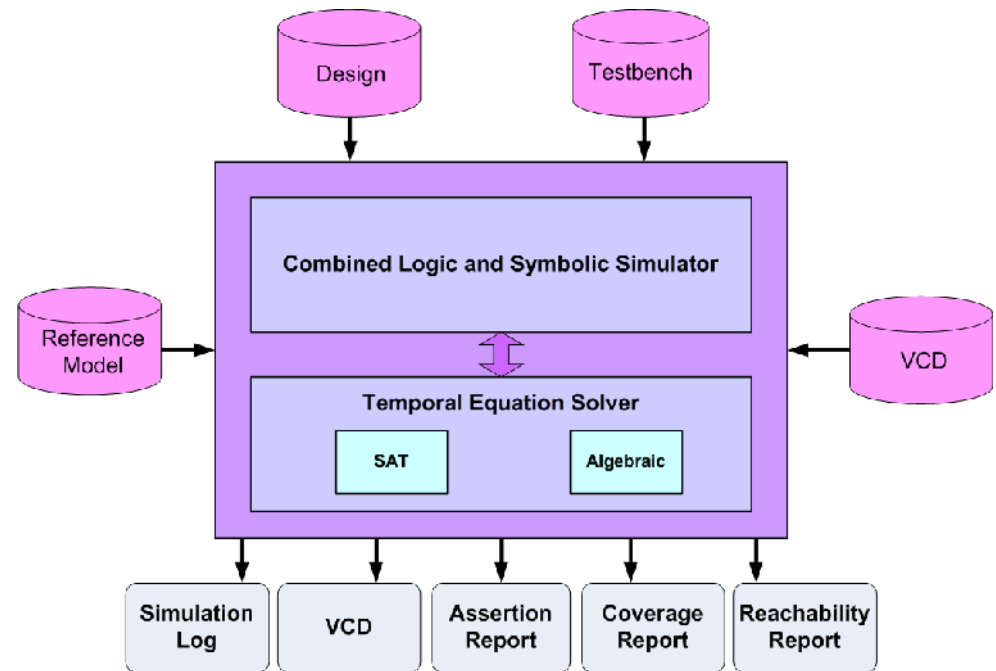 Design
Testbench
Combined Logic and Symbolic Simulator
Reference
Model
VCD
Temporal Equation Solver
SAT
Algebraic
Simulation
Log
VCD
Assertion
Report
Coverage
Report
Reachability
Report